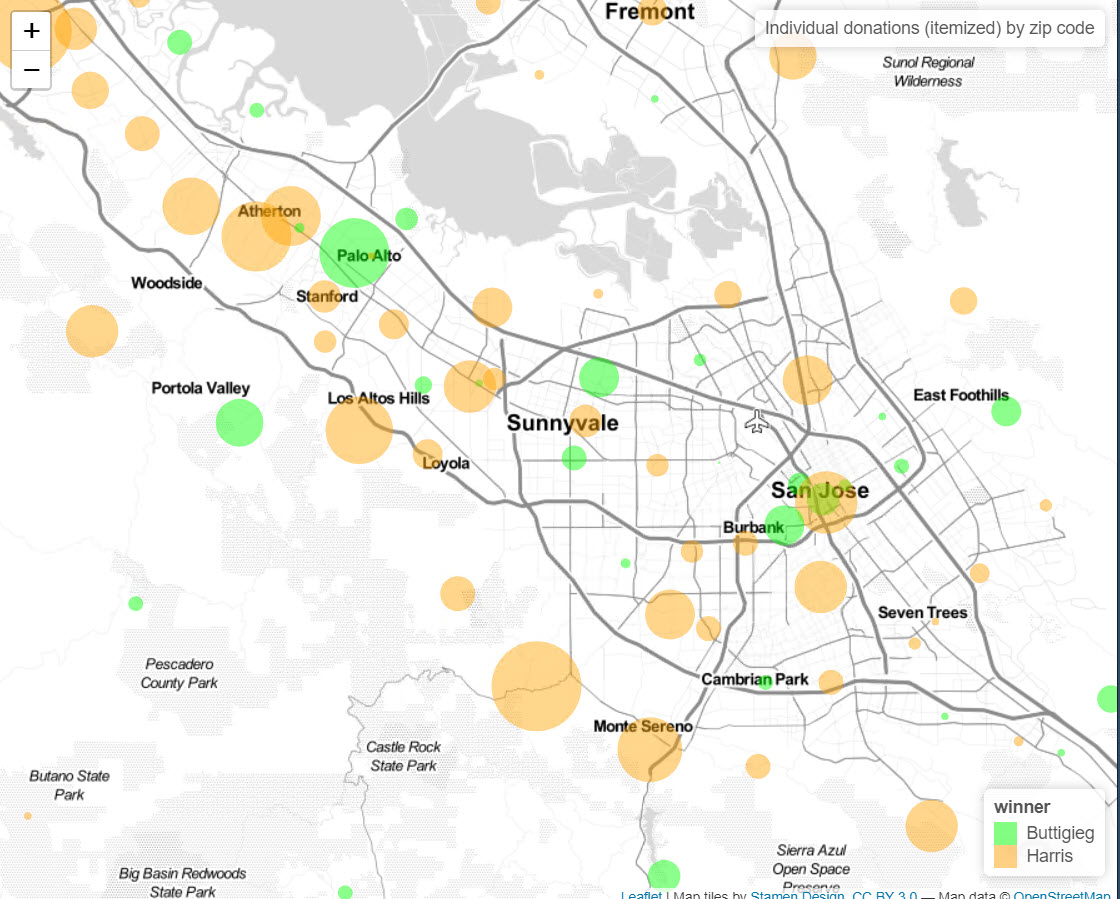 +
−
Fremont
Individual donations (itemized) by zip code
Sunol Regional
Wilderness
Atherton
Palo Alto
Woodside
Stanford
Portola Valley
Los Altos Hills
East Foothills
Sunnyvale
Loyola
San Jose
Burbank
Seven Trees
Pescadero
County Park
Cambrian Park
Monte Sereno
Castle Rock
State Park
Butano State
Park
winner
Buttigieg
Harris
Sierra Azul
Open Space
Preserve
Big Basin Redwoods
State Park
Leaflet | Map tiles by Stamen Design, CC BY 3.0 — Map data © OpenStreetMap